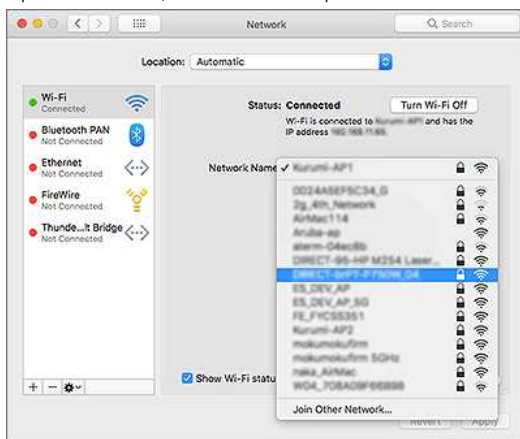 Network
Search
Location: Automatic
Wi-Fi
Connected
Bluetooth PAN
Not Connected
Ethernet
Not Connected
FireWire
Not Connected
Thunde...lt Bridge
Not Connected
Status: Connected
Turn Wi-Fi Off
Wi-Fi is connected to Kurumi-AP1 and has the
IP address
Network Name
Kurumi-AP1
2g_4th_Network
AirMac114
Aruba-ap
aterm-04ec6b
DIRECT-95-HP M254 Laser...
ES_DEV_AP
ES_DEV_AP_5G
Kurumi-AP2
mokumokufirm
mokumokufirm 5GHz
naka_AirMac
Join Other Network...
Show Wi-Fi statu
Revert
Apply